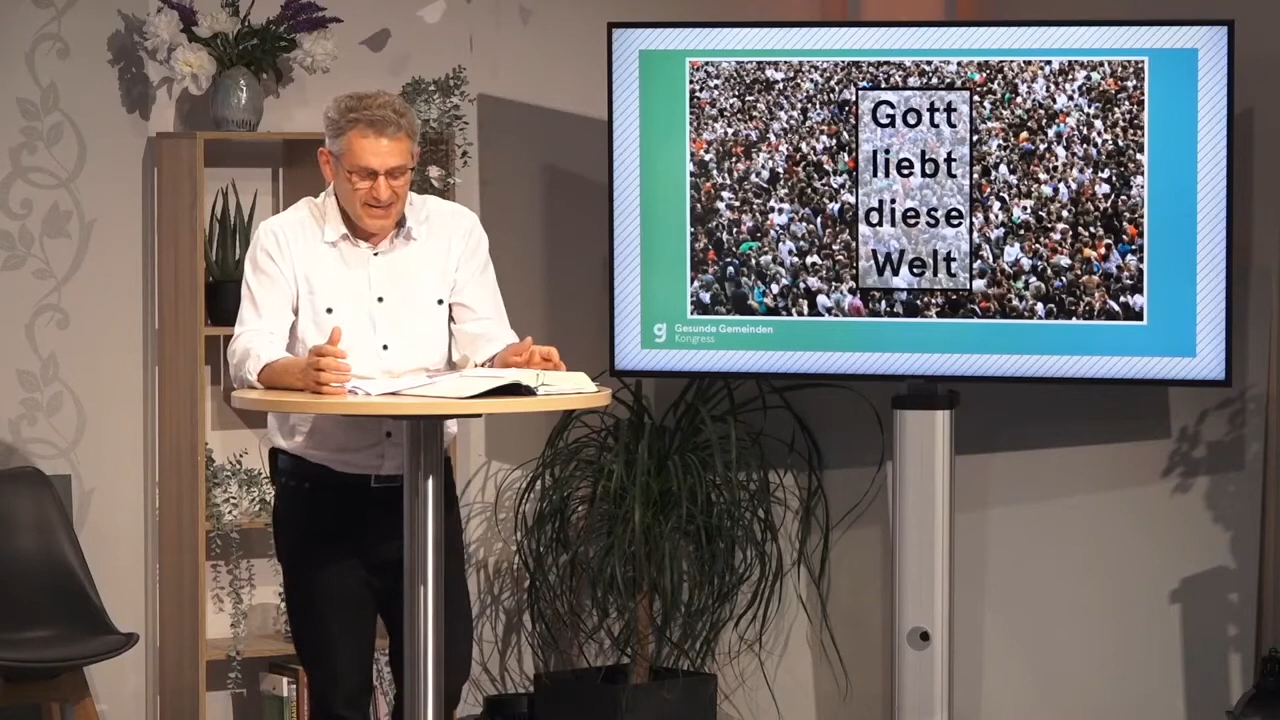 Gott
liebt
diese
Welt
g
Gesunde Gemeinden
Kongress